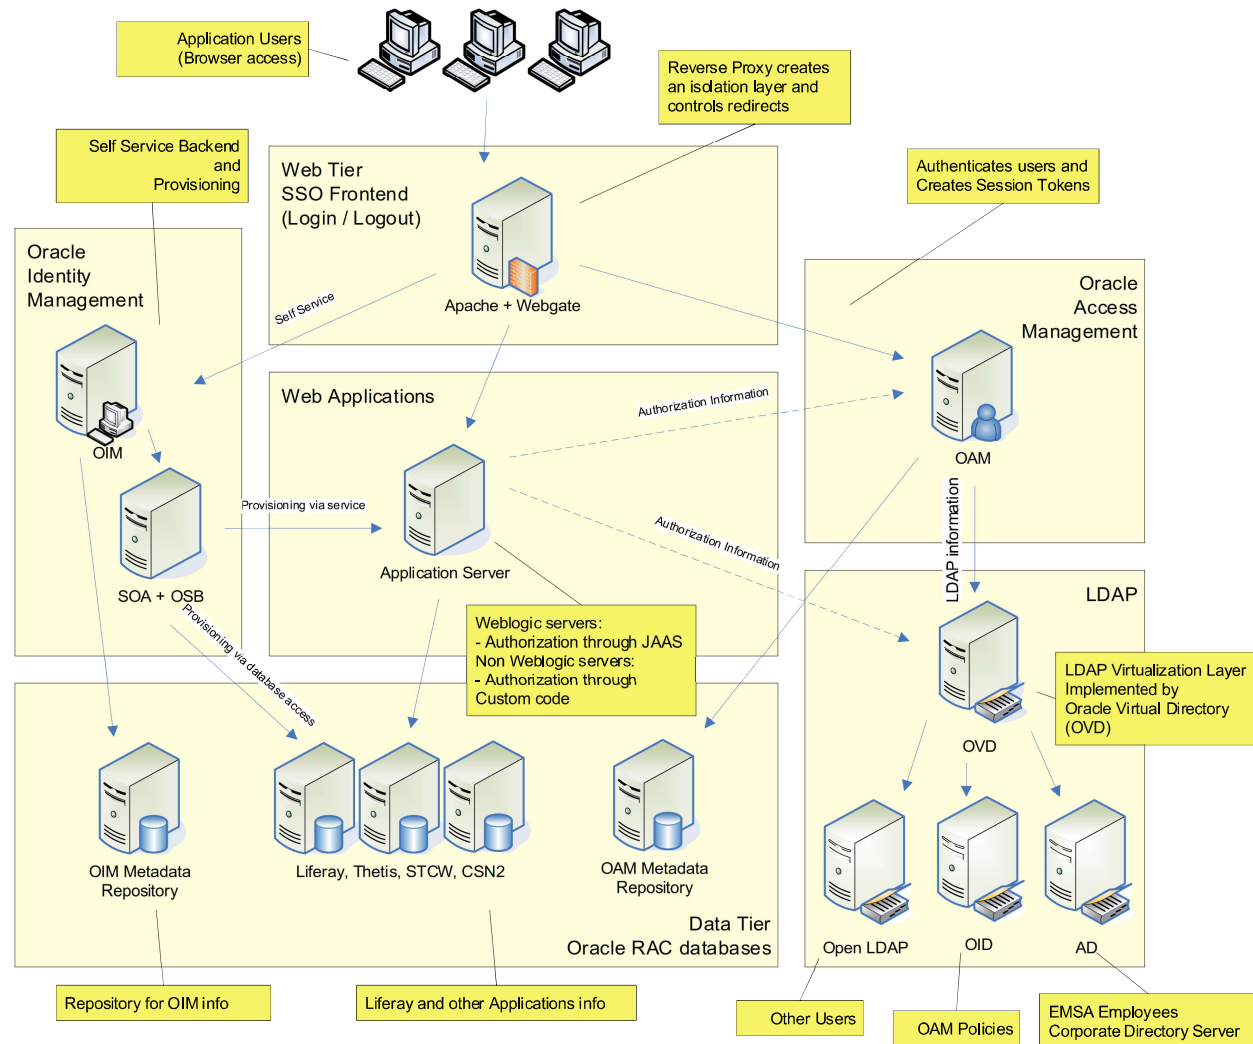 Application Users
(Browser access)
Reverse Proxy creates
an isolation layer and
controls redirects
Self Service Backend
and
Provisioning
Web Tier
SSO Frontend
(Login / Logout)
Authenticates users and
Creates Session Tokens
Oracle
Identity
Management
Apache + Webgate
Self Service
Oracle
Access
Management
OIM
Web Applications
Authorization Information
OAM
Provisioning via service
Application Server
Authorization Information
LDAP information
SOA + OSB
Provisioning via database access
Weblogic servers:
- Authorization through JAAS
Non Weblogic servers:
- Authorization through
Custom code
LDAP
LDAP Virtualization Layer
Implemented by
Oracle Virtual Directory
(OVD)
OVD
OIM Metadata
Repository
Liferay, Thetis, STCW, CSN2
OAM Metadata
Repository
Data Tier
Oracle RAC databases
Open LDAP
OID
AD
Repository for OIM info
Liferay and other Applications info
Other Users
OAM Policies
EMSA Employees
Corporate Directory Server